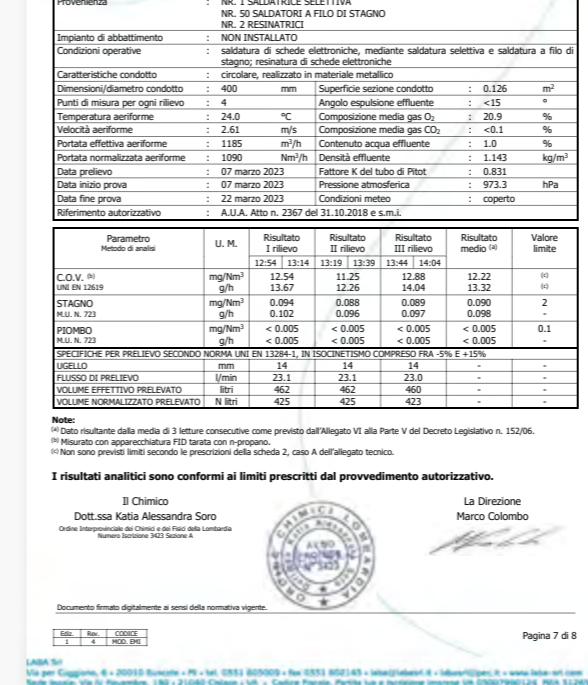 Provenienza : NR. 1 SALDATRICE SELETTIVA
NR. 50 SALDATORI A FILO DI STAGNO
NR. 2 RESINATRICI
Impianto di abbattimento : NON INSTALLATO
Condizioni operative : saldatura di schede elettroniche, mediante saldatura selettiva e saldatura a filo di
stagno; resinatura di schede elettroniche
Caratteristiche condotto : circolare, realizzato in materiale metallico
Dimensioni/diametro condotto : 400 mm Superficie sezione condotto : 0.126 m²
Punti di misura per ogni rilievo : 4 Angolo espulsione effluente : <15 °
Temperatura aeriforme : 24.0 °C Composizione media gas O₂ : 20.9 %
Velocità aeriforme : 2.61 m/s Composizione media gas CO₂ : <0.1 %
Portata effettiva aeriforme : 1185 m³/h Contenuto acqua effluente : 1.0 %
Portata normalizzata aeriforme : 1090 Nm³/h Densità effluente : 1.143 kg/m³
Data prelievo : 07 marzo 2023 Fattore K del tubo di Pitot : 0.831
Data inizio prova : 07 marzo 2023 Pressione atmosferica : 973.3 hPa
Data fine prova : 22 marzo 2023 Condizioni meteo : coperto
Riferimento autorizzativo : A.U.A. Atto n. 2367 del 31.10.2018 e s.m.i.
Parametro U. M. Risultato Risultato Risultato Risultato Valore
Metodo di analisi I rilievo II rilievo III rilievo medio (a) limite
12:54 13:14 13:19 13:39 13:44 14:04
C.O.V. (b) mg/Nm³ 12.54 11.25 12.88 12.22 (c)
UNI EN 12619 g/h 13.67 12.26 14.04 13.32 (c)
STAGNO mg/Nm³ 0.094 0.088 0.089 0.090 2
M.U. N. 723 g/h 0.102 0.096 0.097 0.098 -
PIOMBO mg/Nm³ < 0.005 < 0.005 < 0.005 < 0.005 0.1
M.U. N. 723 g/h < 0.005 < 0.005 < 0.005 < 0.005 -
SPECIFICHE PER PRELIEVO SECONDO NORMA UNI EN 13284-1, IN ISOCINETISMO COMPRESO FRA -5% E +15%
UGELLO mm 14 14 14 - -
FLUSSO DI PRELIEVO l/min 23.1 23.1 23.0 - -
VOLUME EFFETTIVO PRELEVATO litri 462 462 460 - -
VOLUME NORMALIZZATO PRELEVATO N litri 425 425 423 - -
Note:
(a) Dato risultante dalla media di 3 letture consecutive come previsto dall'Allegato VI alla Parte V del Decreto Legislativo n. 152/06.
(b) Misurato con apparecchiatura FID tarata con n-propano.
(c) Non sono previsti limiti secondo le prescrizioni della scheda 2, caso A dell'allegato tecnico.
I risultati analitici sono conformi ai limiti prescritti dal provvedimento autorizzativo.
Il Chimico La Direzione
Dott.ssa Katia Alessandra Soro Marco Colombo
Ordine Interprovinciale dei Chimici e dei Fisici della Lombardia
Numero Iscrizione 3423 Sezione A
Documento firmato digitalmente ai sensi della normativa vigente.
Ediz. Rev. CODICE
1 4 MOD. EMI
Pagina 7 di 8
LABA Srl